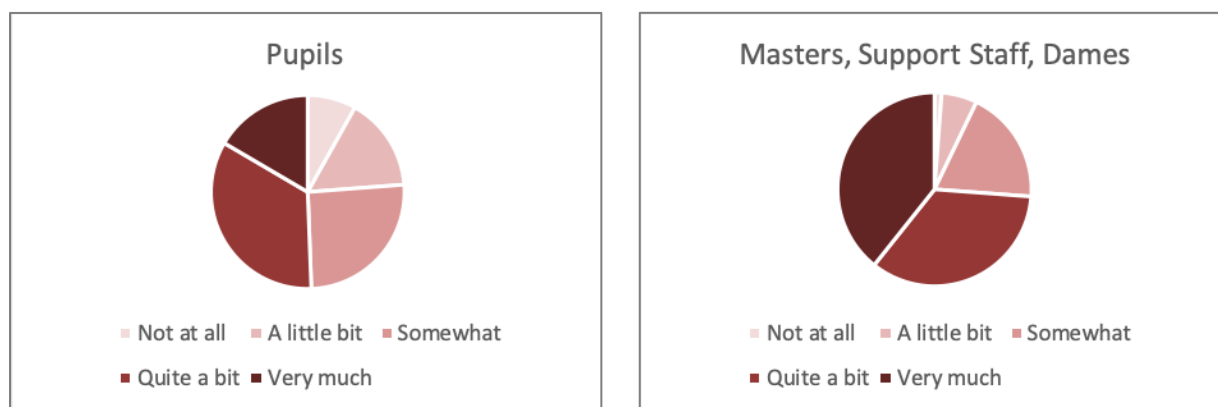 Pupils
Not at all A little bit Somewhat
Quite a bit Very much
Masters, Support Staff, Dames
Not at all A little bit Somewhat
Quite a bit Very much